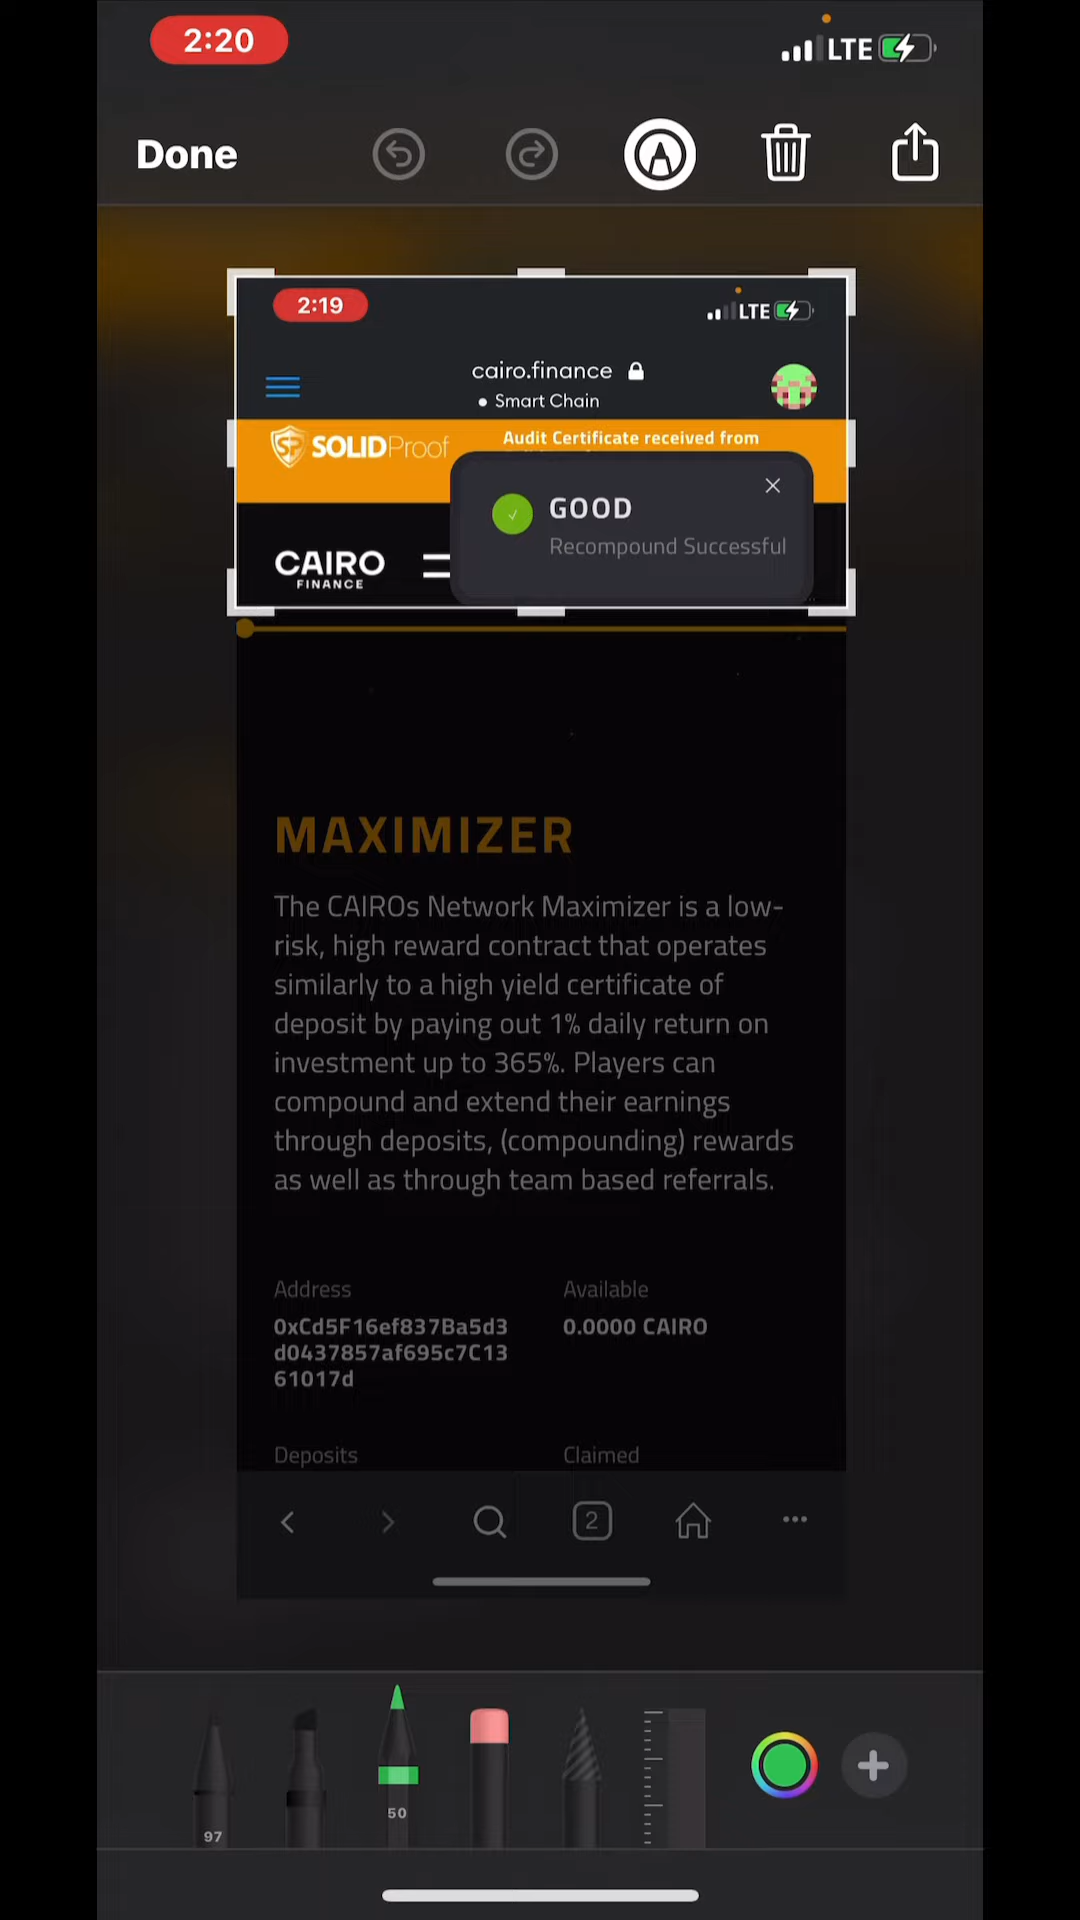 2:20
LTE
Done
2:19
LTE
cairo.finance
Smart Chain
SOLIDProof
Audit Certificate received from
GOOD
Recompound Successful
CAIRO
FINANCE
MAXIMIZER
The CAIROs Network Maximizer is a low-
risk, high reward contract that operates
similarly to a high yield certificate of
deposit by paying out 1% daily return on
investment up to 365%. Players can
compound and extend their earnings
through deposits, (compounding) rewards
as well as through team based referrals.
Address
Available
0xCd5F16ef837Ba5d3
d0437857af695c7C13
61017d
0.0000 CAIRO
Deposits
Claimed
2
97
50